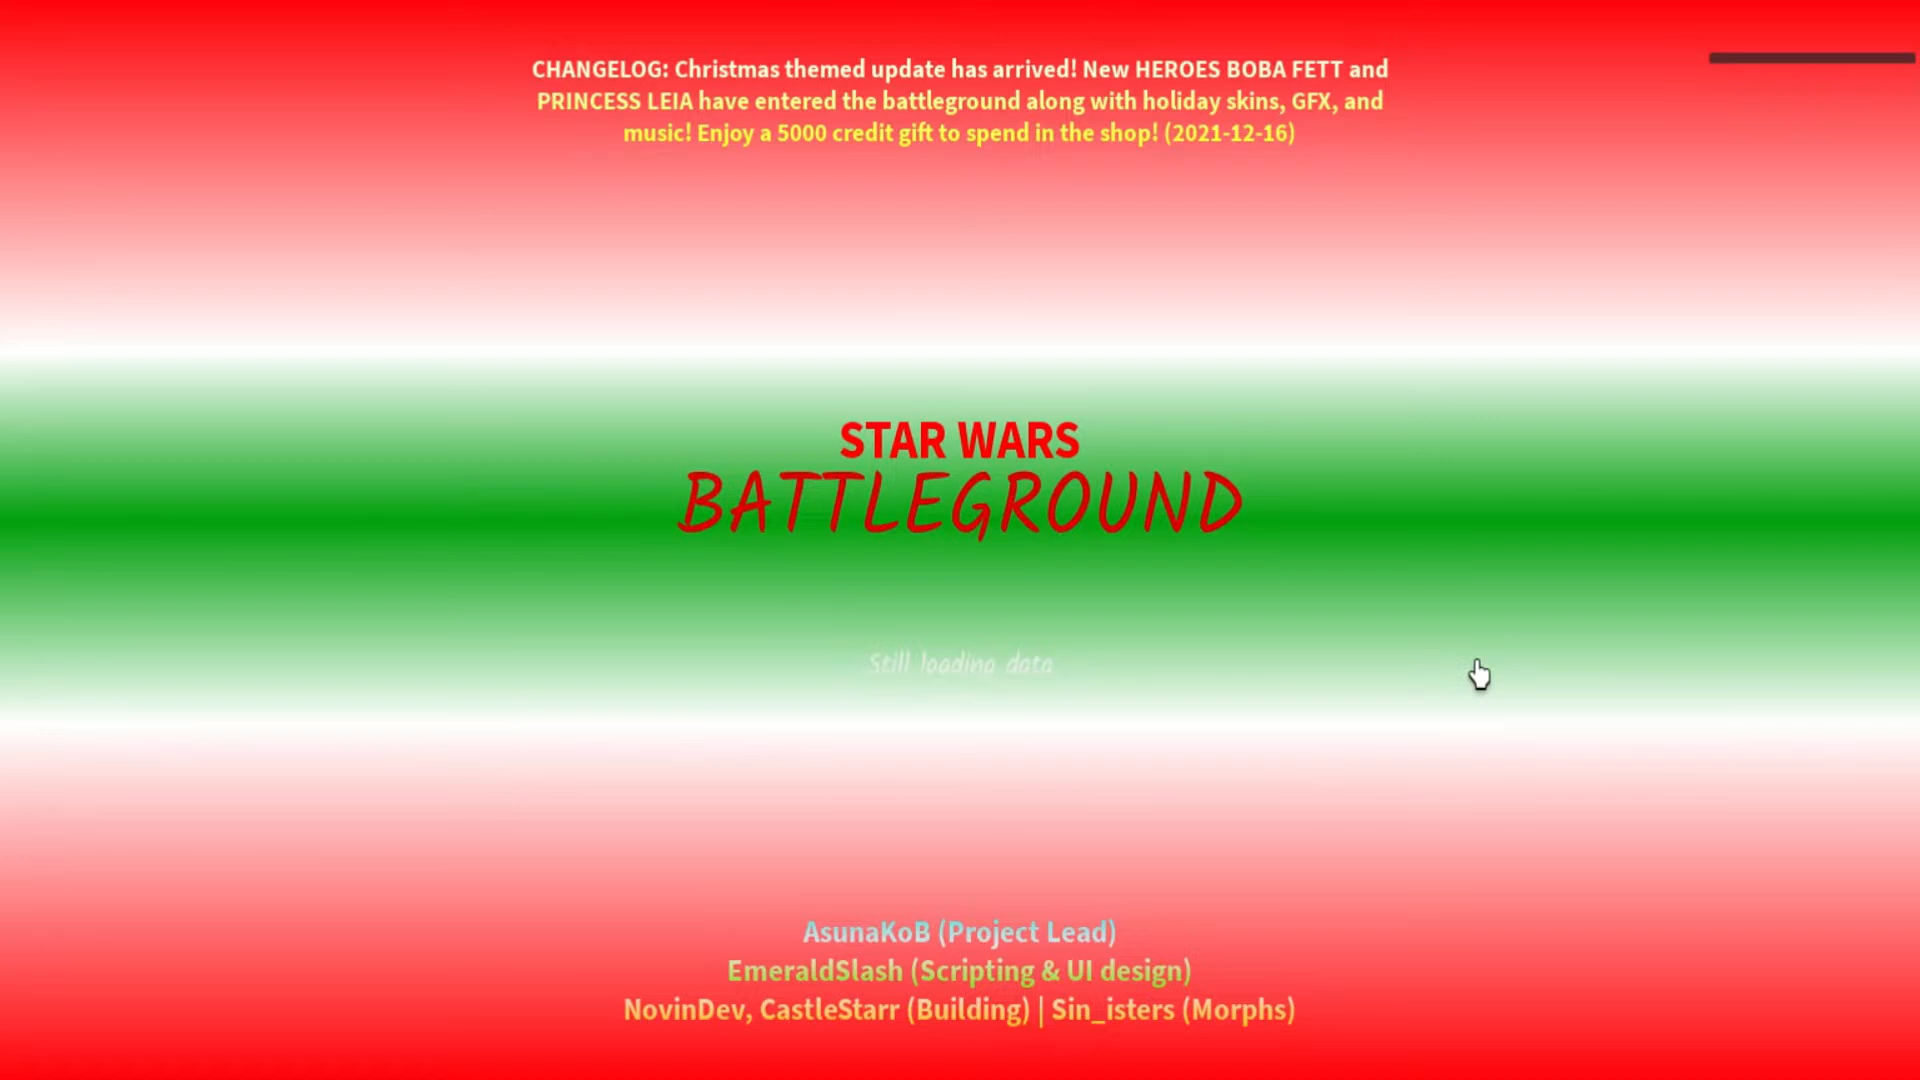 CHANGELOG: Christmas themed update has arrived! New HEROES BOBA FETT and
PRINCESS LEIA have entered the battleground along with holiday skins, GFX, and
music! Enjoy a 5000 credit gift to spend in the shop! (2021-12-16)
STAR WARS
BATTLEGROUND
Still loading data
AsunaKoB (Project Lead)
EmeraldSlash (Scripting & UI design)
NovinDev, CastleStarr (Building) | Sin_isters (Morphs)